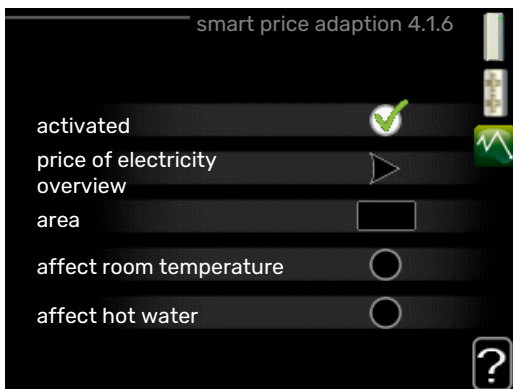 smart price adaption 4.1.6
activated
price of electricity
overview
area
affect room temperature
affect hot water
?